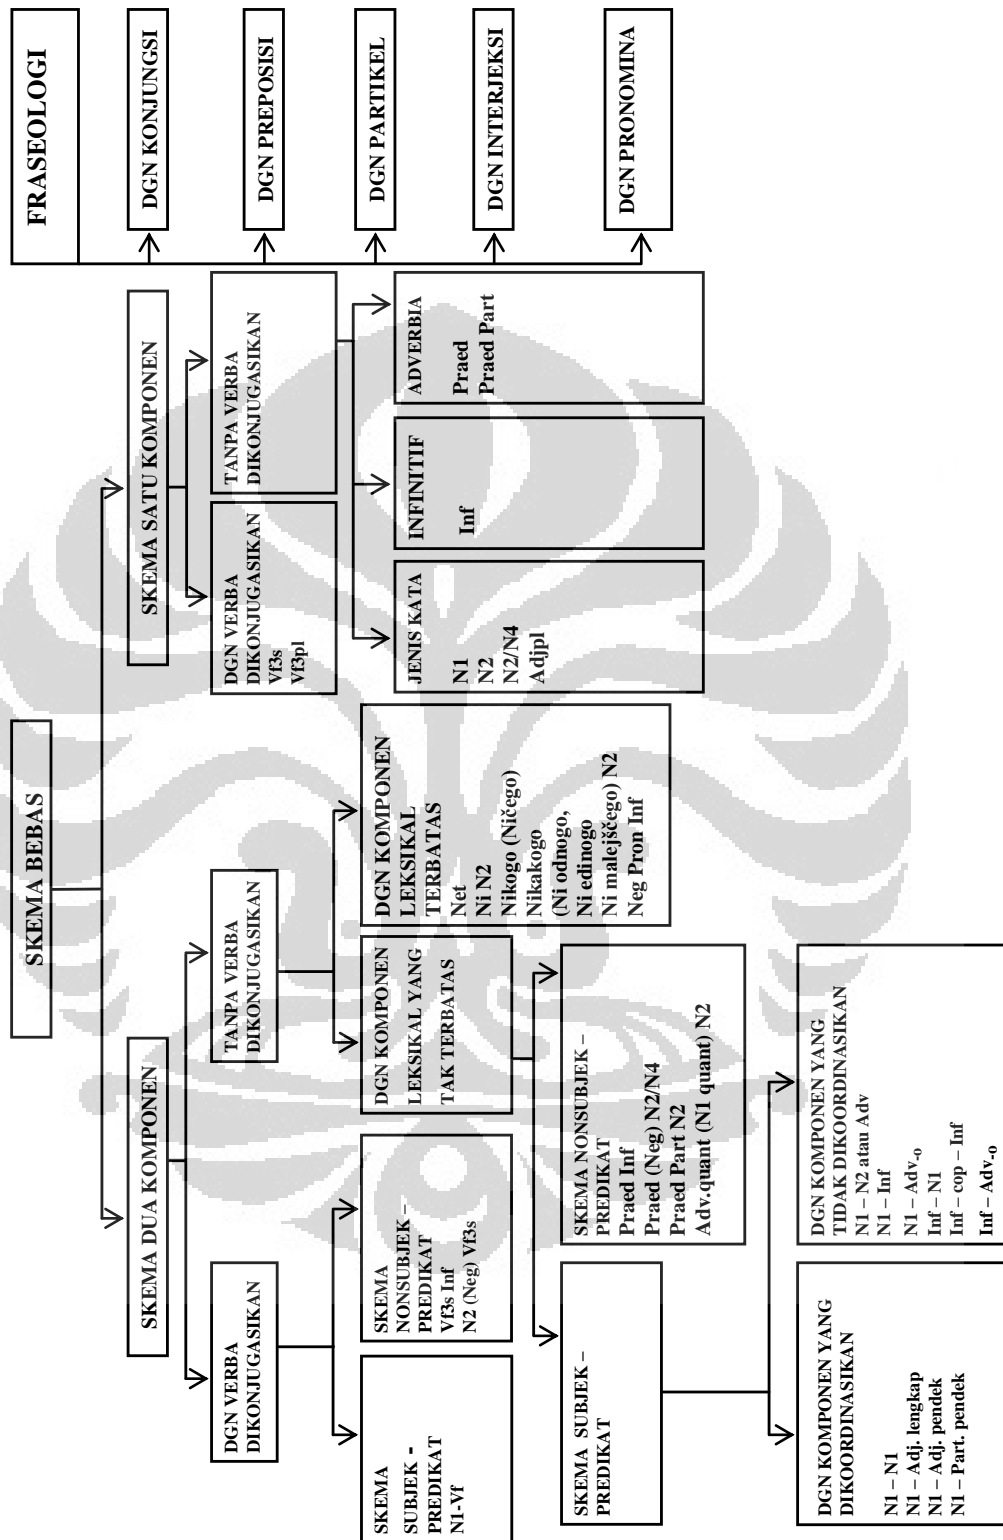 SKEMA BEBAS
FRASEOLOGI
SKEMA DUA KOMPONEN
SKEMA SATU KOMPONEN
DGN KONJUNGSI
DGN VERBA
DIKONJUGASIKAN
TANPA VERBA
DIKONJUGASIKAN
DGN VERBA
DIKONJUGASIKAN
Vf3s
Vf3pl
TANPA VERBA
DIKONJUGASIKAN
DGN PREPOSISI
SKEMA
SUBJEK -
PREDIKAT
N1-Vf
SKEMA
NONSUBJEK –
PREDIKAT
Vf3s Inf
N2 (Neg) Vf3s
DGN KOMPONEN
LEKSIKAL YANG
TAK TERBATAS
DGN KOMPONEN
LEKSIKAL
TERBATAS
Net
Ni N2
Nikogo (Ničego)
Nikakogo
(Ni odnogo,
Ni edinogo
Ni malejščego) N2
Neg Pron Inf
JENIS KATA
N1
N2
N2/N4
Adjpl
INFINITIF
Inf
ADVERBIA
Praed
Praed Part
DGN PARTIKEL
DGN INTERJEKSI
DGN PRONOMINA
SKEMA SUBJEK –
PREDIKAT
SKEMA NONSUBJEK –
PREDIKAT
Praed Inf
Praed (Neg) N2/N4
Praed Part N2
Adv.quant (N1 quant) N2
DGN KOMPONEN YANG
DIKOORDINASIKAN
N1 – N1
N1 – Adj. lengkap
N1 – Adj. pendek
N1 – Part. pendek
DGN KOMPONEN YANG
TIDAK DIKOORDINASIKAN
N1 – N2 atau Adv
N1 – Inf
N1 – Adv-o
Inf – N1
Inf – cop – Inf
Inf – Adv-o